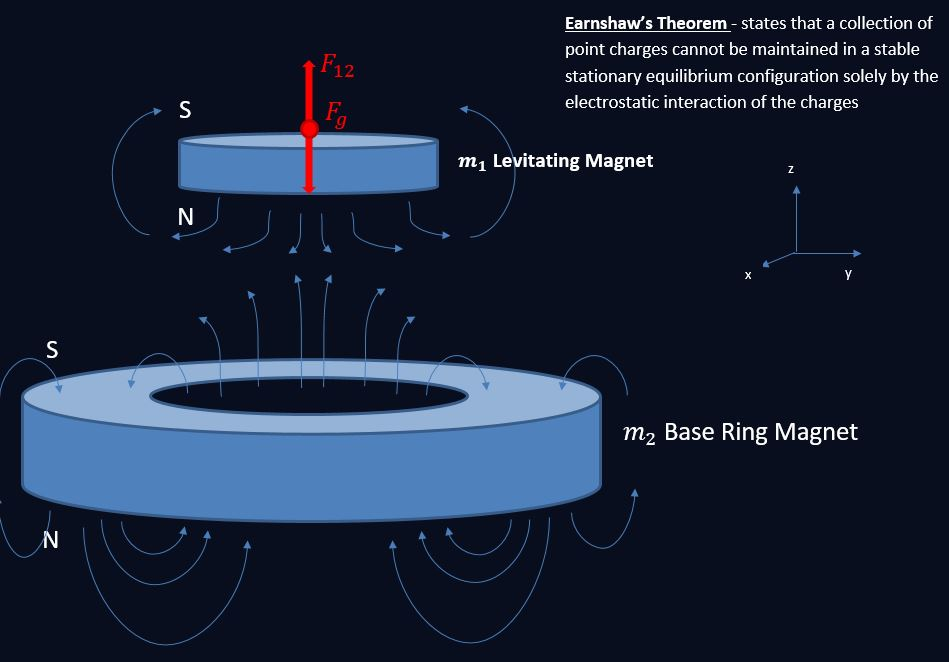 Earnshaw's Theorem - states that a collection of
point charges cannot be maintained in a stable
stationary equilibrium configuration solely by the
electrostatic interaction of the charges
F₁₂
S
F_g
m₁ Levitating Magnet
z
N
x
y
S
m₂ Base Ring Magnet
N